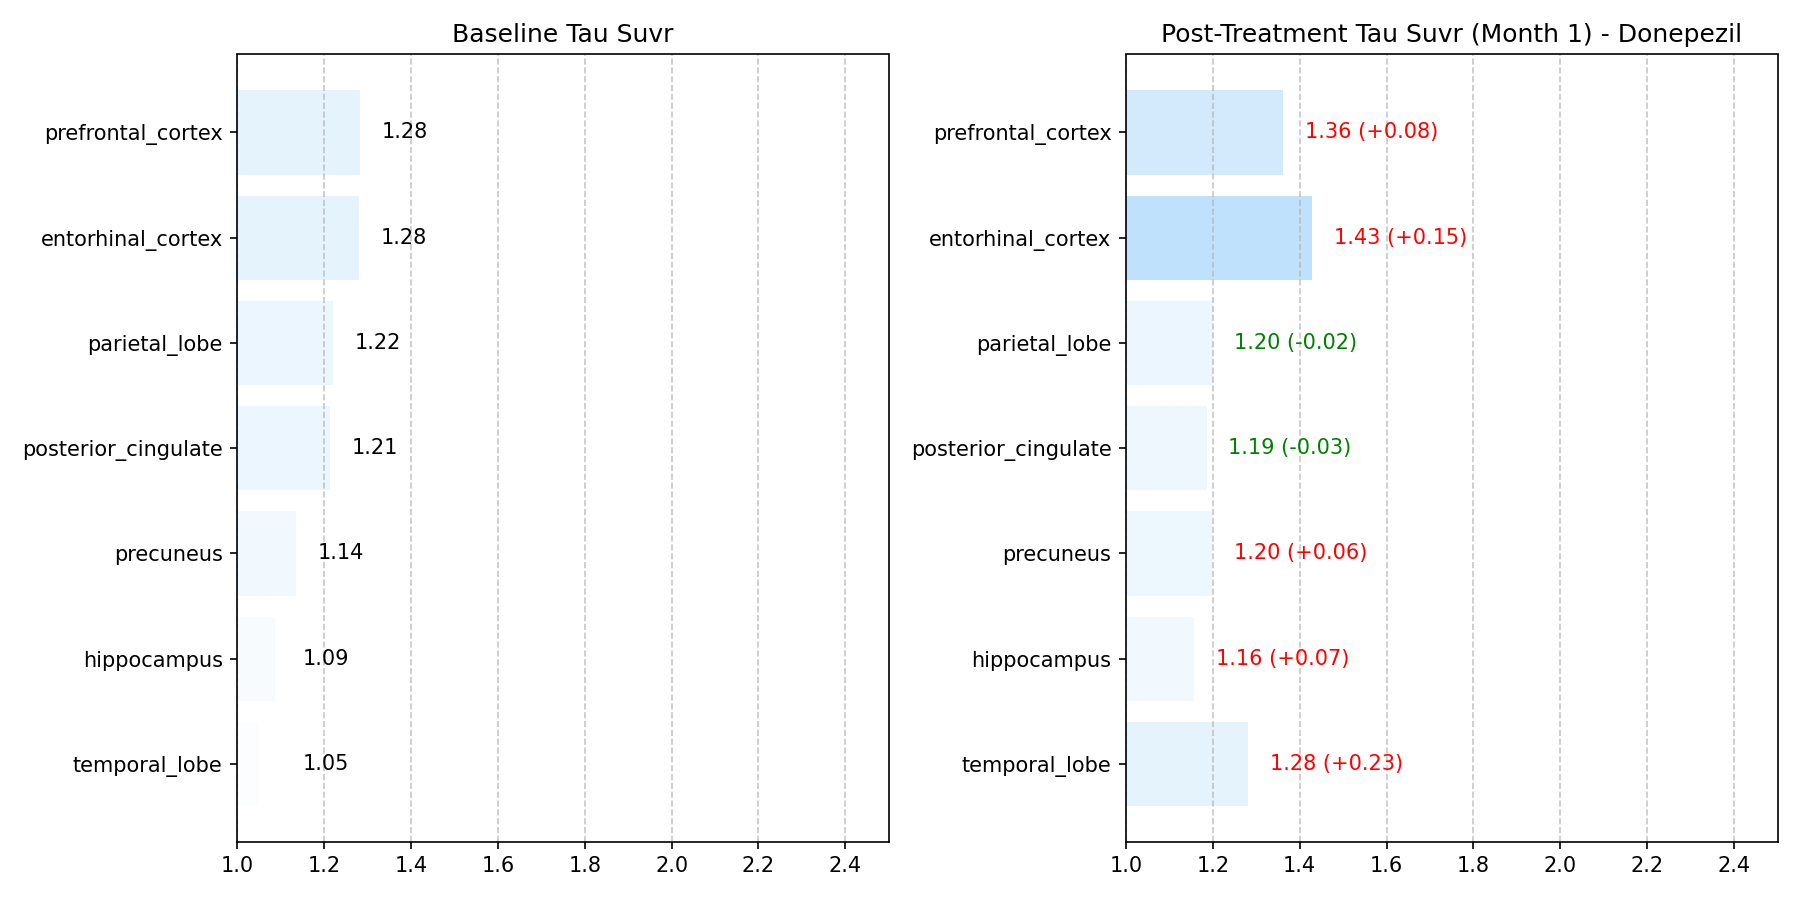 Baseline Tau Suvr
prefrontal_cortex 1.28
entorhinal_cortex 1.28
parietal_lobe 1.22
posterior_cingulate 1.21
precuneus 1.14
hippocampus 1.09
temporal_lobe 1.05
1.0 1.2 1.4 1.6 1.8 2.0 2.2 2.4
Post-Treatment Tau Suvr (Month 1) - Donepezil
prefrontal_cortex 1.36 (+0.08)
entorhinal_cortex 1.43 (+0.15)
parietal_lobe 1.20 (-0.02)
posterior_cingulate 1.19 (-0.03)
precuneus 1.20 (+0.06)
hippocampus 1.16 (+0.07)
temporal_lobe 1.28 (+0.23)
1.0 1.2 1.4 1.6 1.8 2.0 2.2 2.4